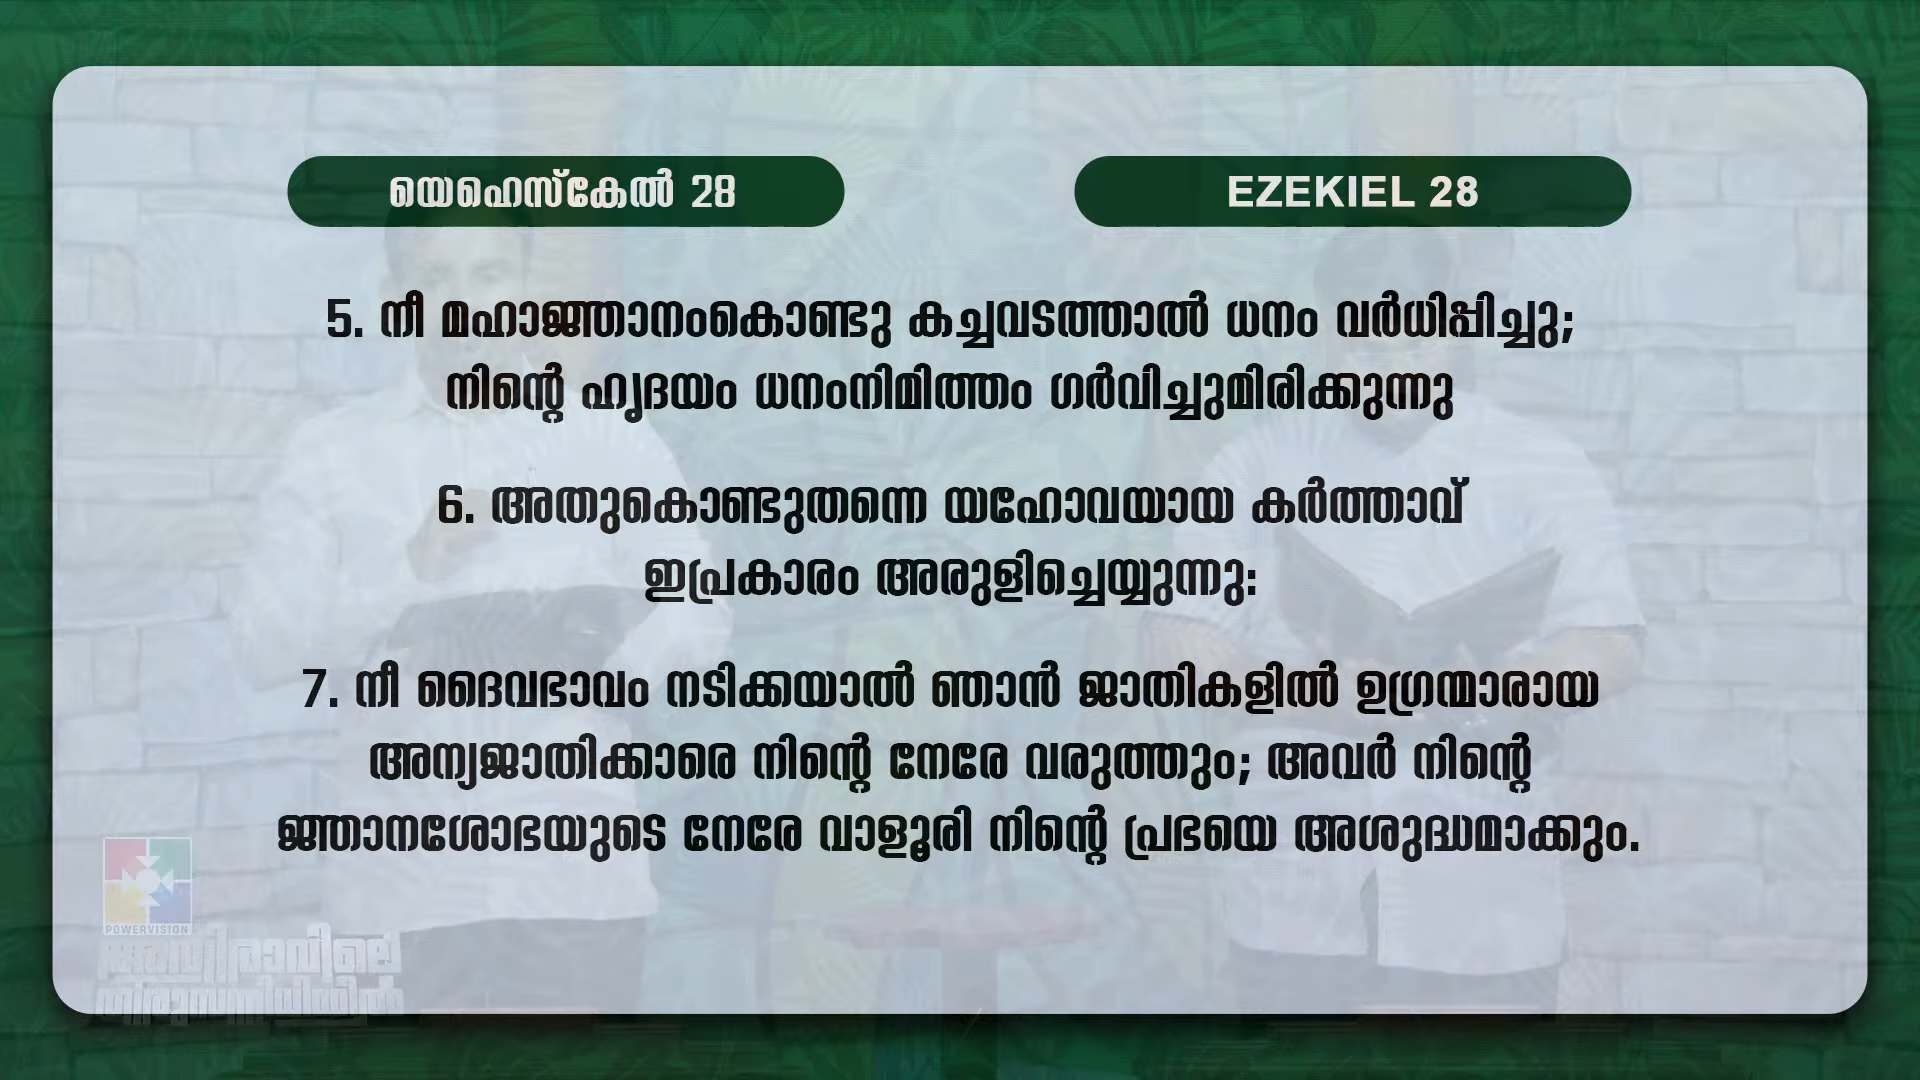 യെഹെസ്കേൽ 28
EZEKIEL 28
5. നീ മഹാജ്ഞാനംകൊണ്ടു കച്ചവടത്താൽ ധനം വർധിപ്പിച്ചു;
നിന്റെ ഹൃദയം ധനംനിമിത്തം ഗർവിച്ചുമിരിക്കുന്നു
6. അതുകൊണ്ടുതന്നെ യഹോവയായ കർത്താവ്
ഇപ്രകാരം അരുളിച്ചെയ്യുന്നു:
7. നീ ദൈവഭാവം നടിക്കയാൽ ഞാൻ ജാതികളിൽ ഉഗ്രന്മാരായ
അന്യജാതിക്കാരെ നിന്റെ നേരേ വരുത്തും; അവർ നിന്റെ
ജ്ഞാനശോഭയുടെ നേരേ വാളൂരി നിന്റെ പ്രഭയെ അശുദ്ധമാക്കും.
POWERVISION
അതിരാവിലെ
തിരുസന്നിധിയിൽ